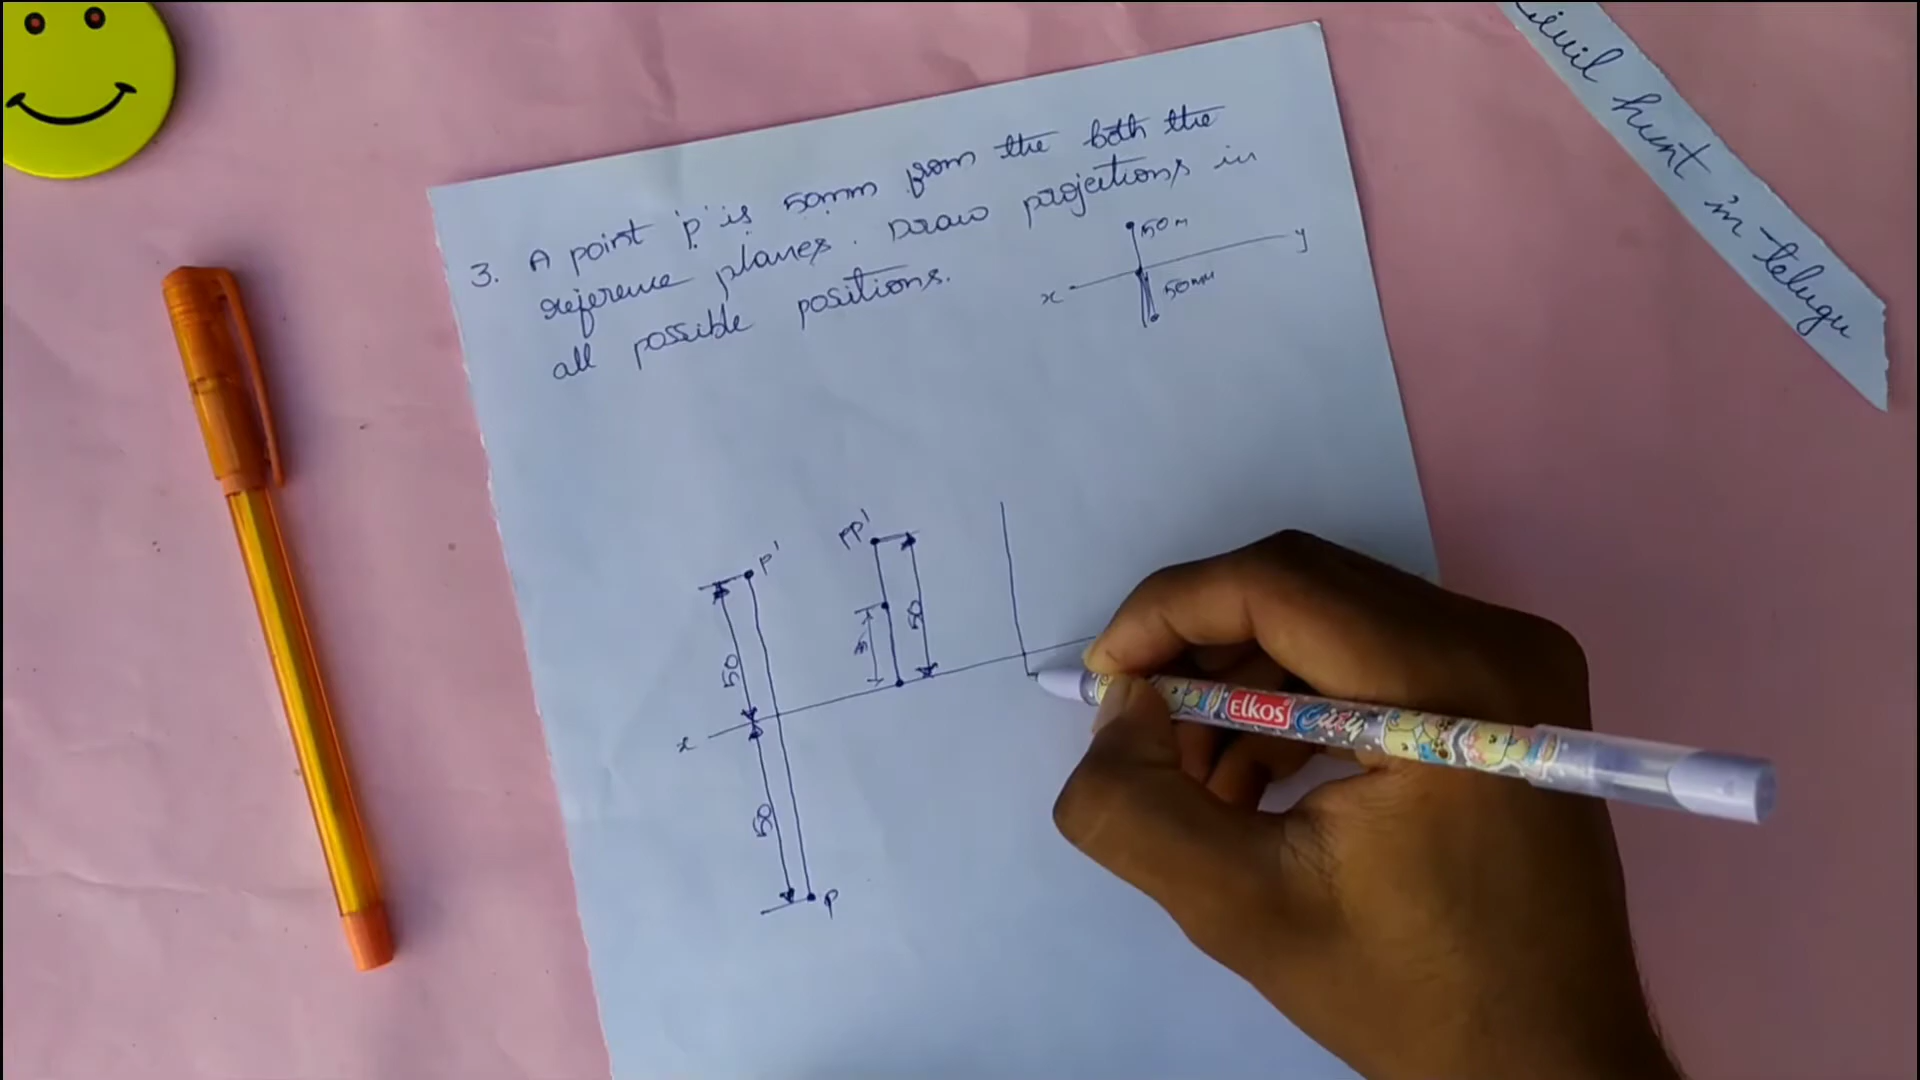 civil hunt in-telugu
3. A point 'p' is 50mm from the both the
reference planes. Draw projections in
all possible positions.
50m
x y
50mm
p'
pp'
50
50
x
50
p
elkos Cutty